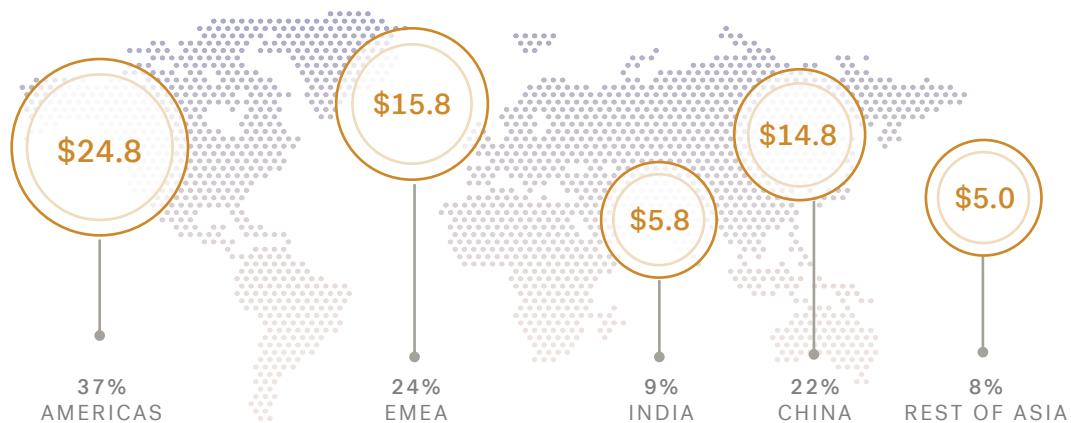 $24.8
$15.8
$5.8
$14.8
$5.0
37%
AMERICAS
24%
EMEA
9%
INDIA
22%
CHINA
8%
REST OF ASIA